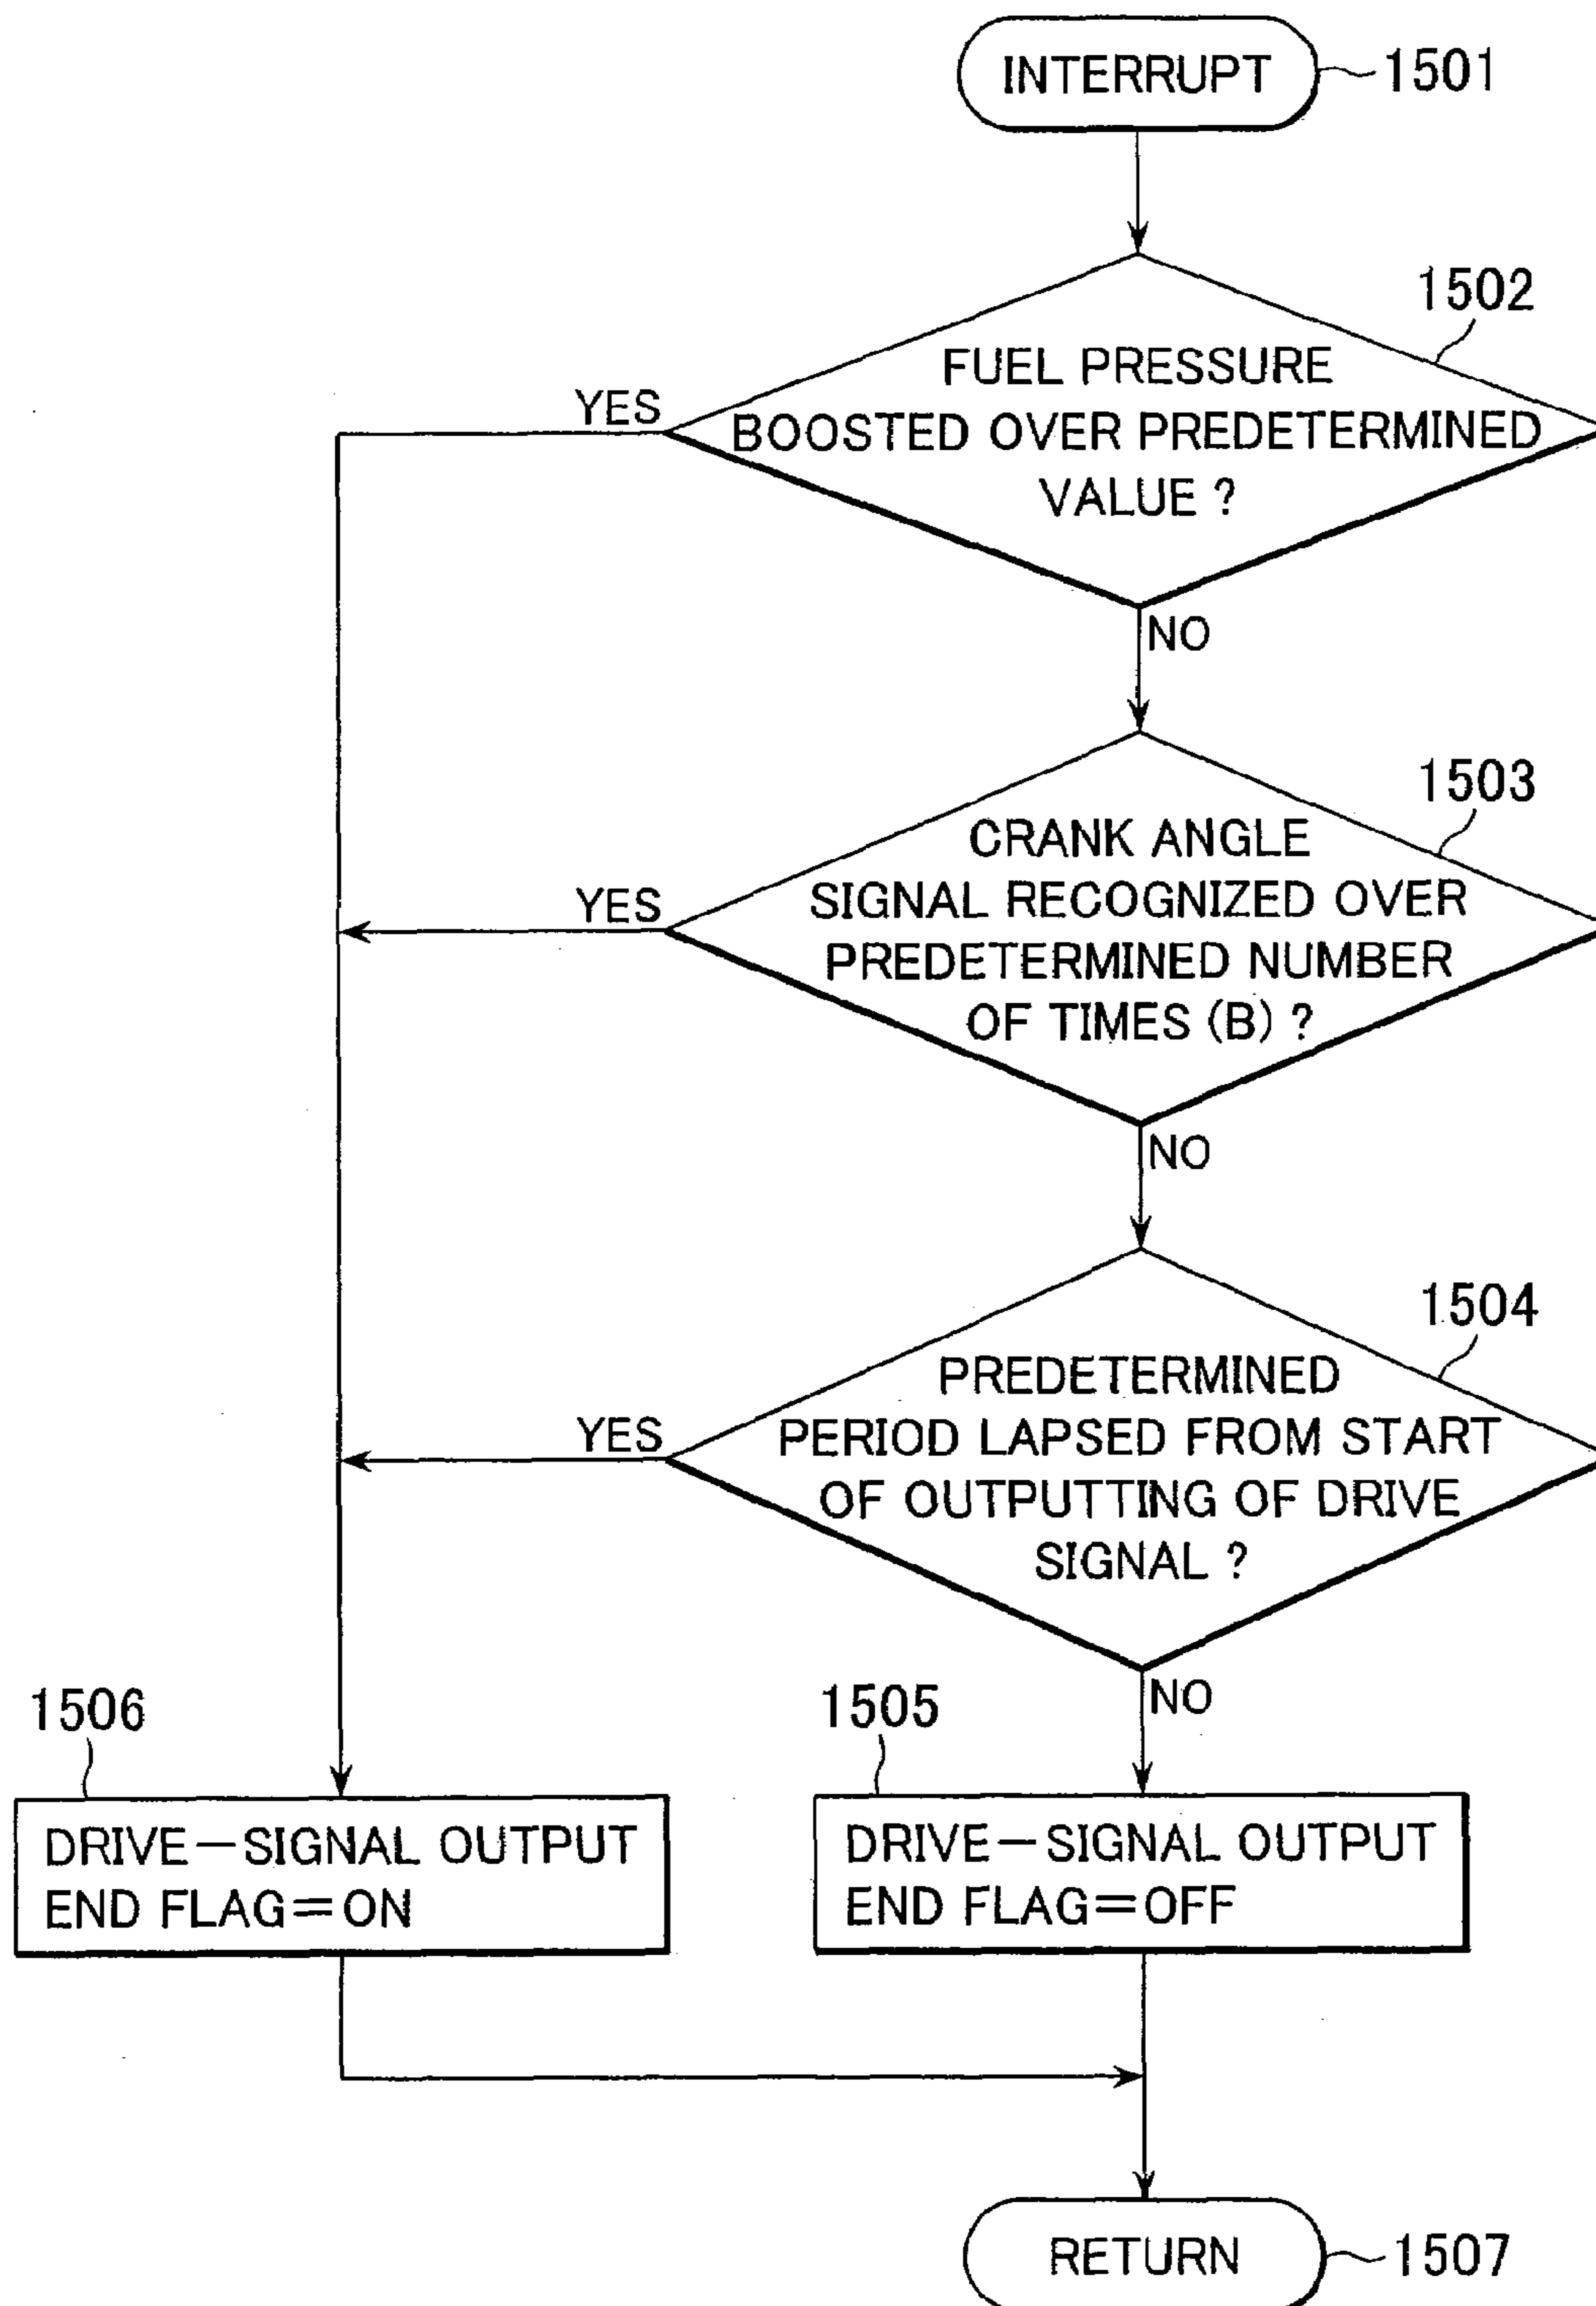 INTERRUPT
1501
1502
FUEL PRESSURE
BOOSTED OVER PREDETERMINED
VALUE ?
YES
NO
1503
CRANK ANGLE
SIGNAL RECOGNIZED OVER
PREDETERMINED NUMBER
OF TIMES (B) ?
YES
NO
1504
PREDETERMINED
PERIOD LAPSED FROM START
OF OUTPUTTING OF DRIVE
SIGNAL ?
YES
NO
1506
DRIVE-SIGNAL OUTPUT
END FLAG=ON
1505
DRIVE-SIGNAL OUTPUT
END FLAG=OFF
RETURN
1507